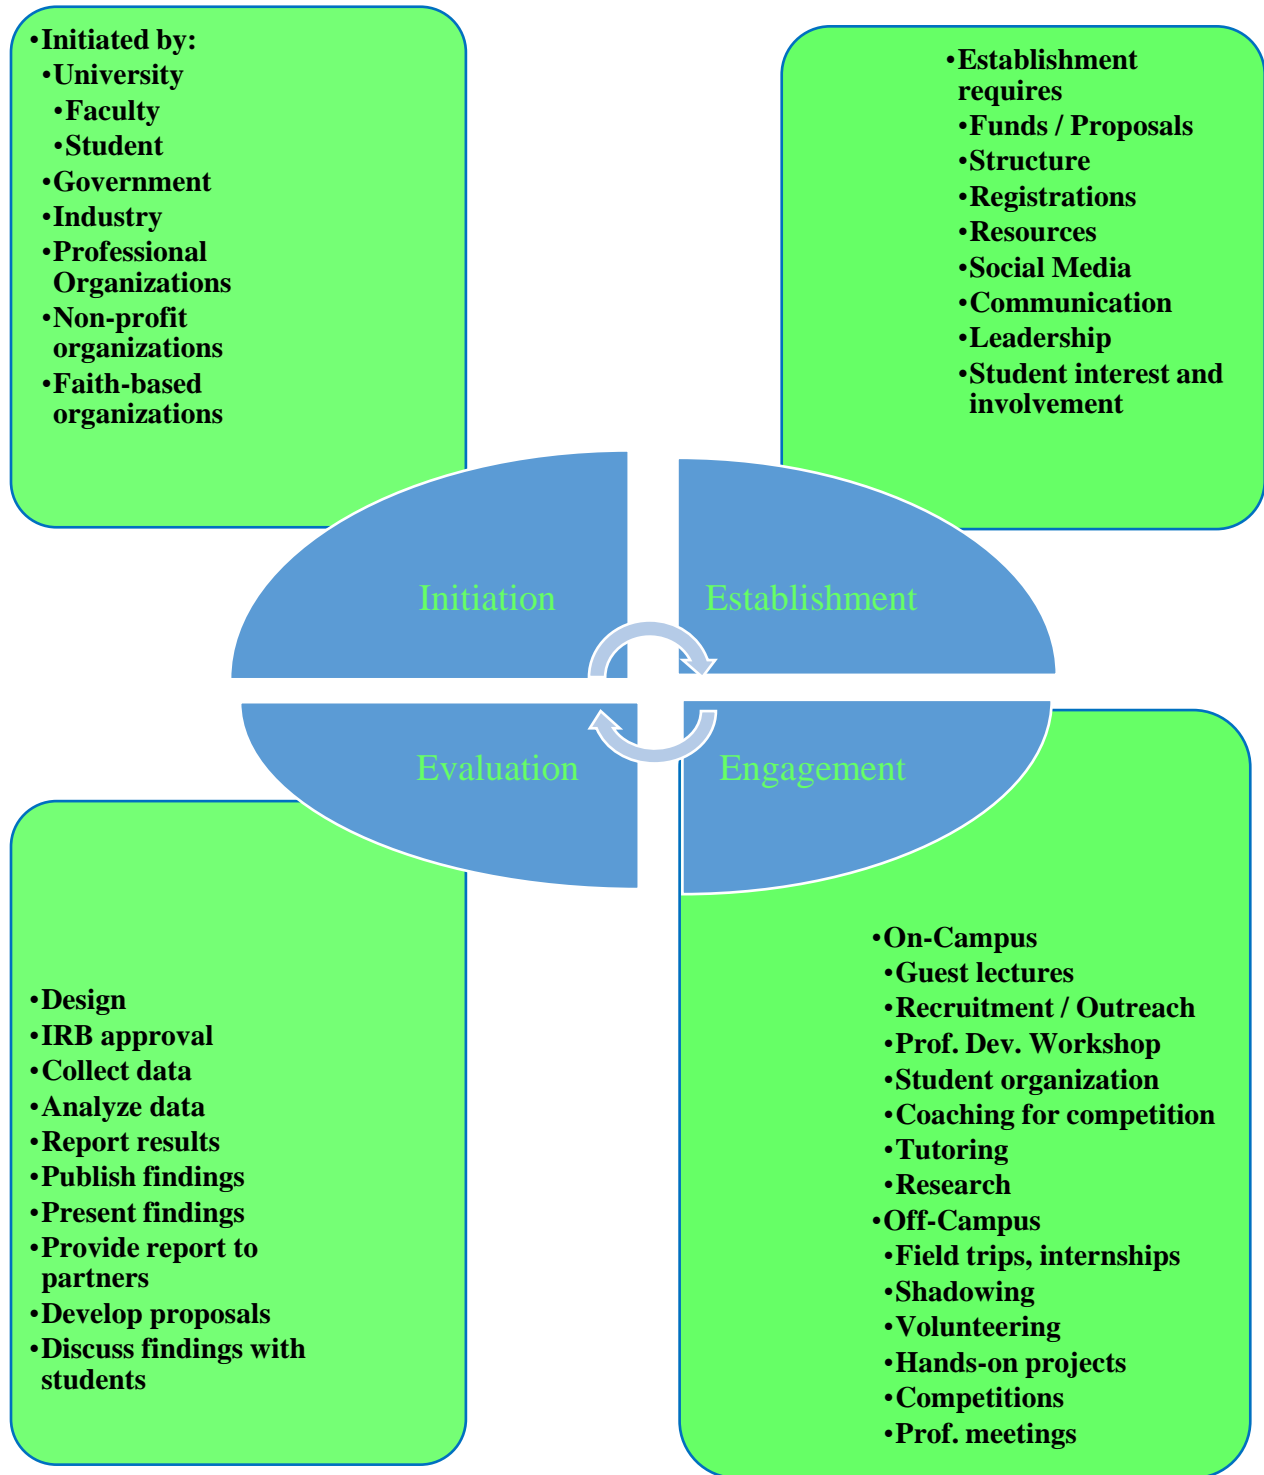 •Initiated by:
•University
•Faculty
•Student
•Government
•Industry
•Professional
Organizations
•Non-profit
organizations
•Faith-based
organizations
•Establishment
requires
•Funds / Proposals
•Structure
•Registrations
•Resources
•Social Media
•Communication
•Leadership
•Student interest and
involvement
Initiation
Establishment
Evaluation
Engagement
•Design
•IRB approval
•Collect data
•Analyze data
•Report results
•Publish findings
•Present findings
•Provide report to
partners
•Develop proposals
•Discuss findings with
students
•On-Campus
•Guest lectures
•Recruitment / Outreach
•Prof. Dev. Workshop
•Student organization
•Coaching for competition
•Tutoring
•Research
•Off-Campus
•Field trips, internships
•Shadowing
•Volunteering
•Hands-on projects
•Competitions
•Prof. meetings